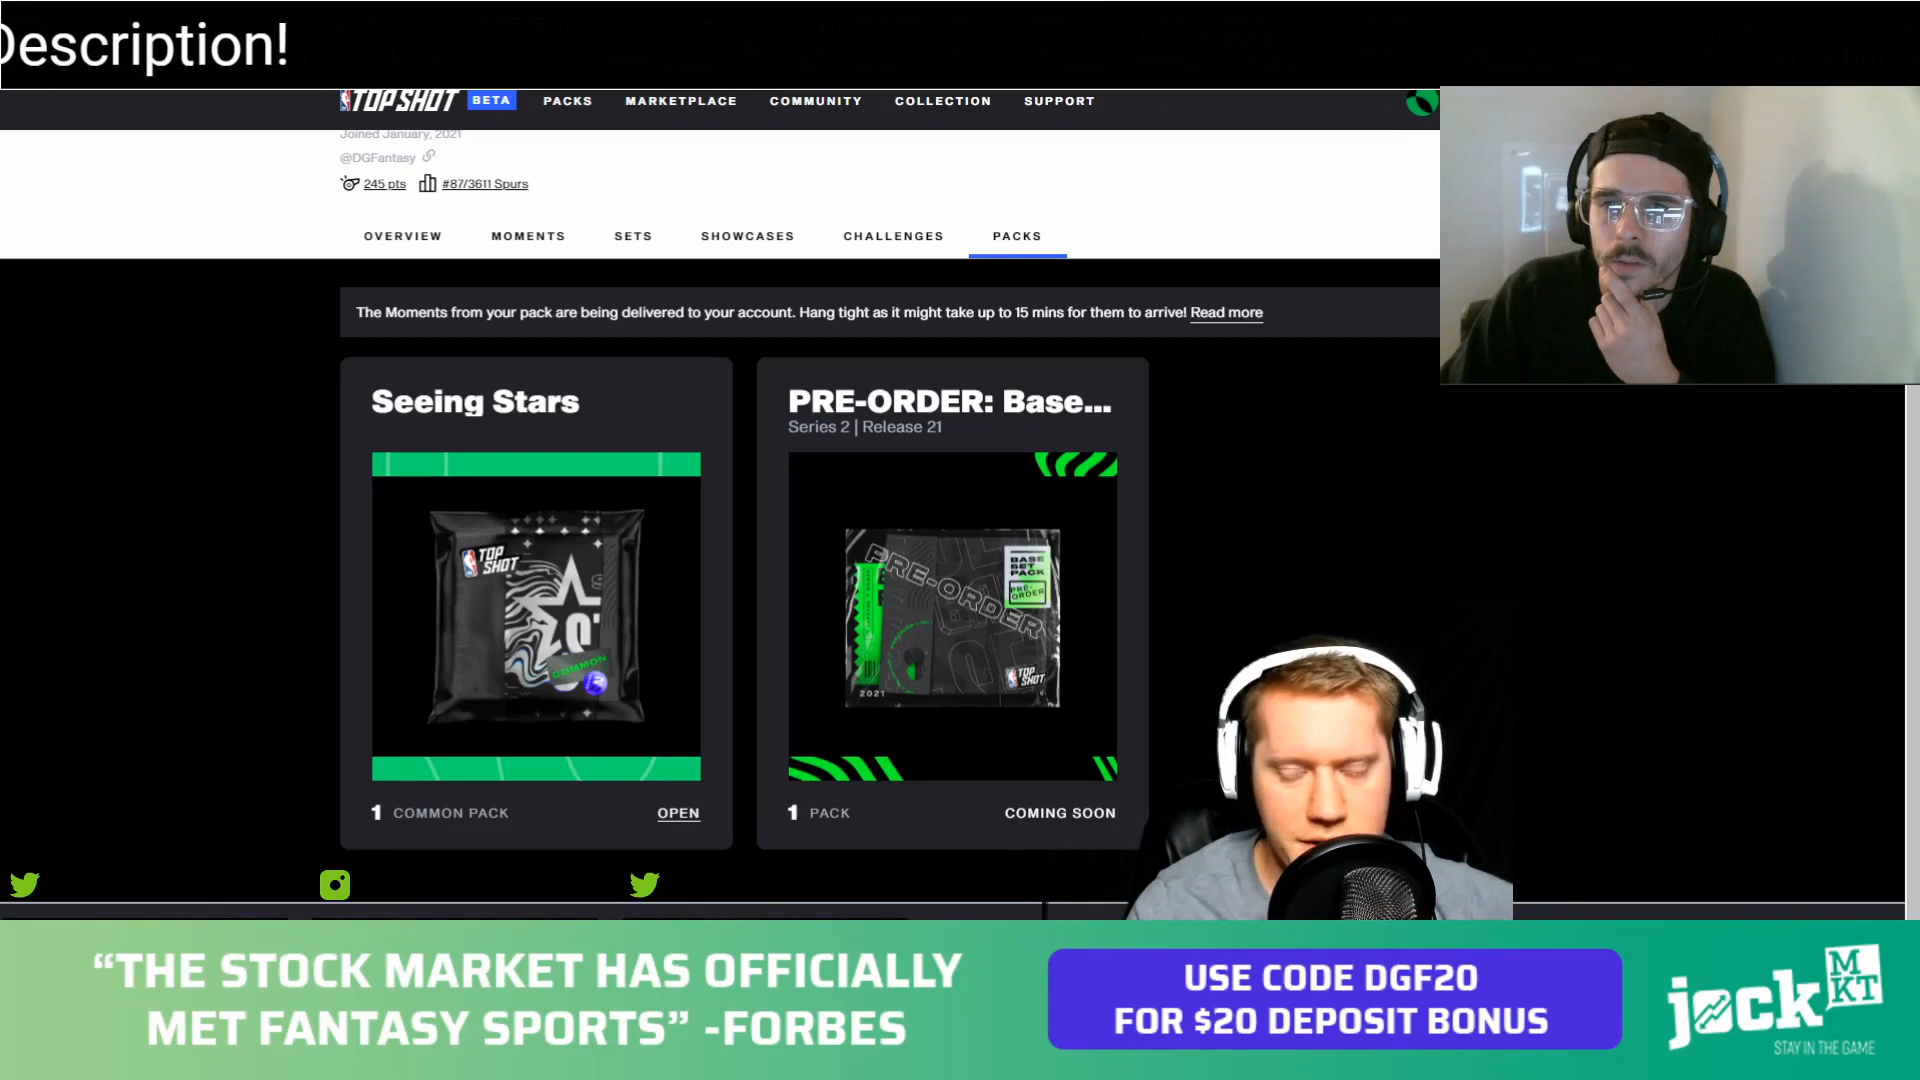 Description!
TOP SHOT BETA PACKS MARKETPLACE COMMUNITY COLLECTION SUPPORT
Joined January, 2021
@DGFantasy
245 pts #87/3611 Spurs
OVERVIEW MOMENTS SETS SHOWCASES CHALLENGES PACKS
The Moments from your pack are being delivered to your account. Hang tight as it might take up to 15 mins for them to arrive! Read more
Seeing Stars
TOP
SHOT
COMMON
1 COMMON PACK OPEN
PRE-ORDER: Base...
Series 2 | Release 21
PRE-ORDER
BASE
SET
PACK
PRE-
ORDER
TOP
SHOT
2021
1 PACK COMING SOON
“THE STOCK MARKET HAS OFFICIALLY
MET FANTASY SPORTS” -FORBES
USE CODE DGF20
FOR $20 DEPOSIT BONUS
jock MKT
STAY IN THE GAME